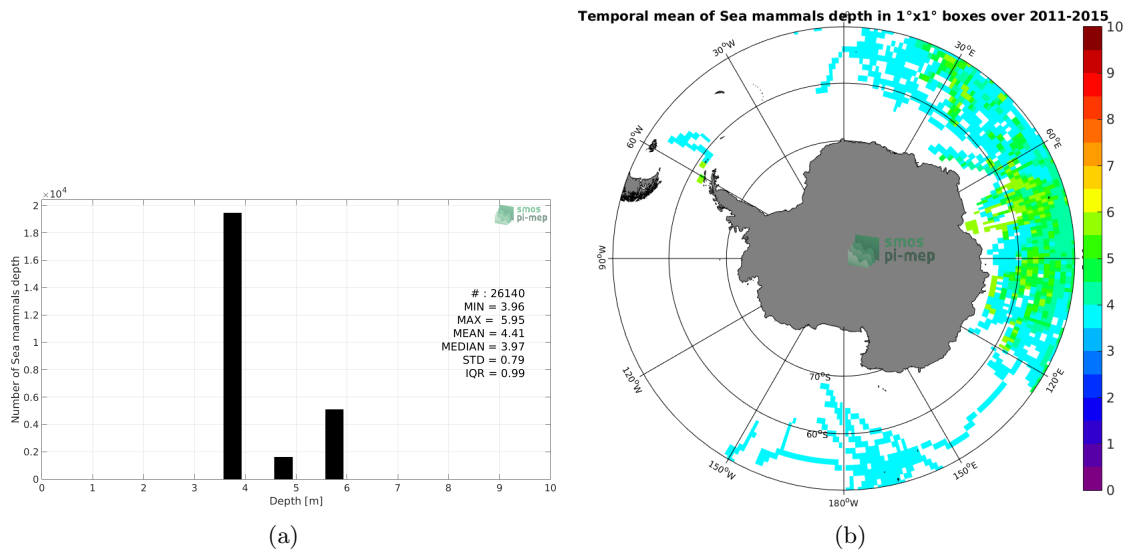 Temporal mean of Sea mammals depth in 1°x1° boxes over 2011-2015
×10⁴
2
1.8
1.6
1.4
1.2
1
0.8
0.6
0.4
0.2
0
Number of Sea mammals depth
0 1 2 3 4 5 6 7 8 9 10
Depth [m]
smos
pi-mep
# : 26140
MIN = 3.96
MAX = 5.95
MEAN = 4.41
MEDIAN = 3.97
STD = 0.79
IQR = 0.99
(a)
30°W
30°E
60°W
60°E
90°W
smos
pi-mep
120°W
120°E
70°S
60°S
150°W
150°E
180°W
10
9
8
7
6
5
4
3
2
1
0
(b)